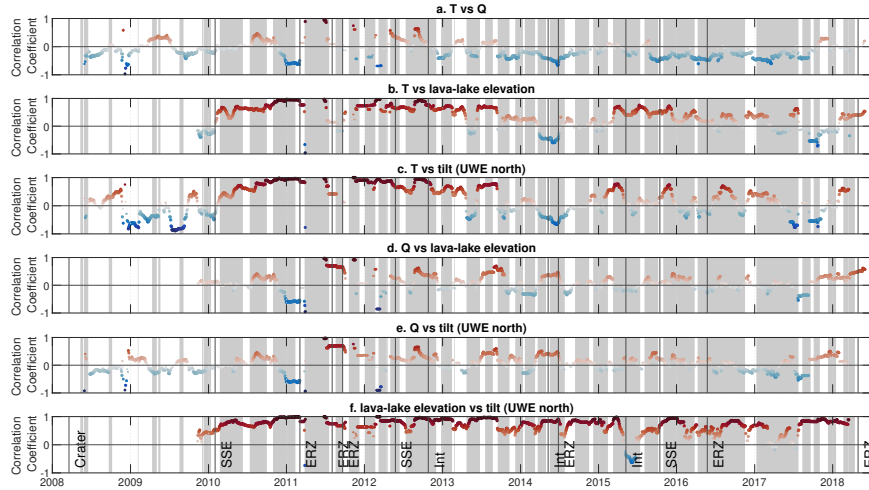 a. T vs Q
Correlation
Coefficient
1
0
-1
b. T vs lava-lake elevation
Correlation
Coefficient
1
0
-1
c. T vs tilt (UWE north)
Correlation
Coefficient
1
0
-1
d. Q vs lava-lake elevation
Correlation
Coefficient
1
0
-1
e. Q vs tilt (UWE north)
Correlation
Coefficient
1
0
-1
f. lava-lake elevation vs tilt (UWE north)
Correlation
Coefficient
1
0
-1
Crater
SSE
ERZ
ERZ
ERZ
SSE
Int
Int
ERZ
Int
SSE
ERZ
ERZ
2008 2009 2010 2011 2012 2013 2014 2015 2016 2017 2018